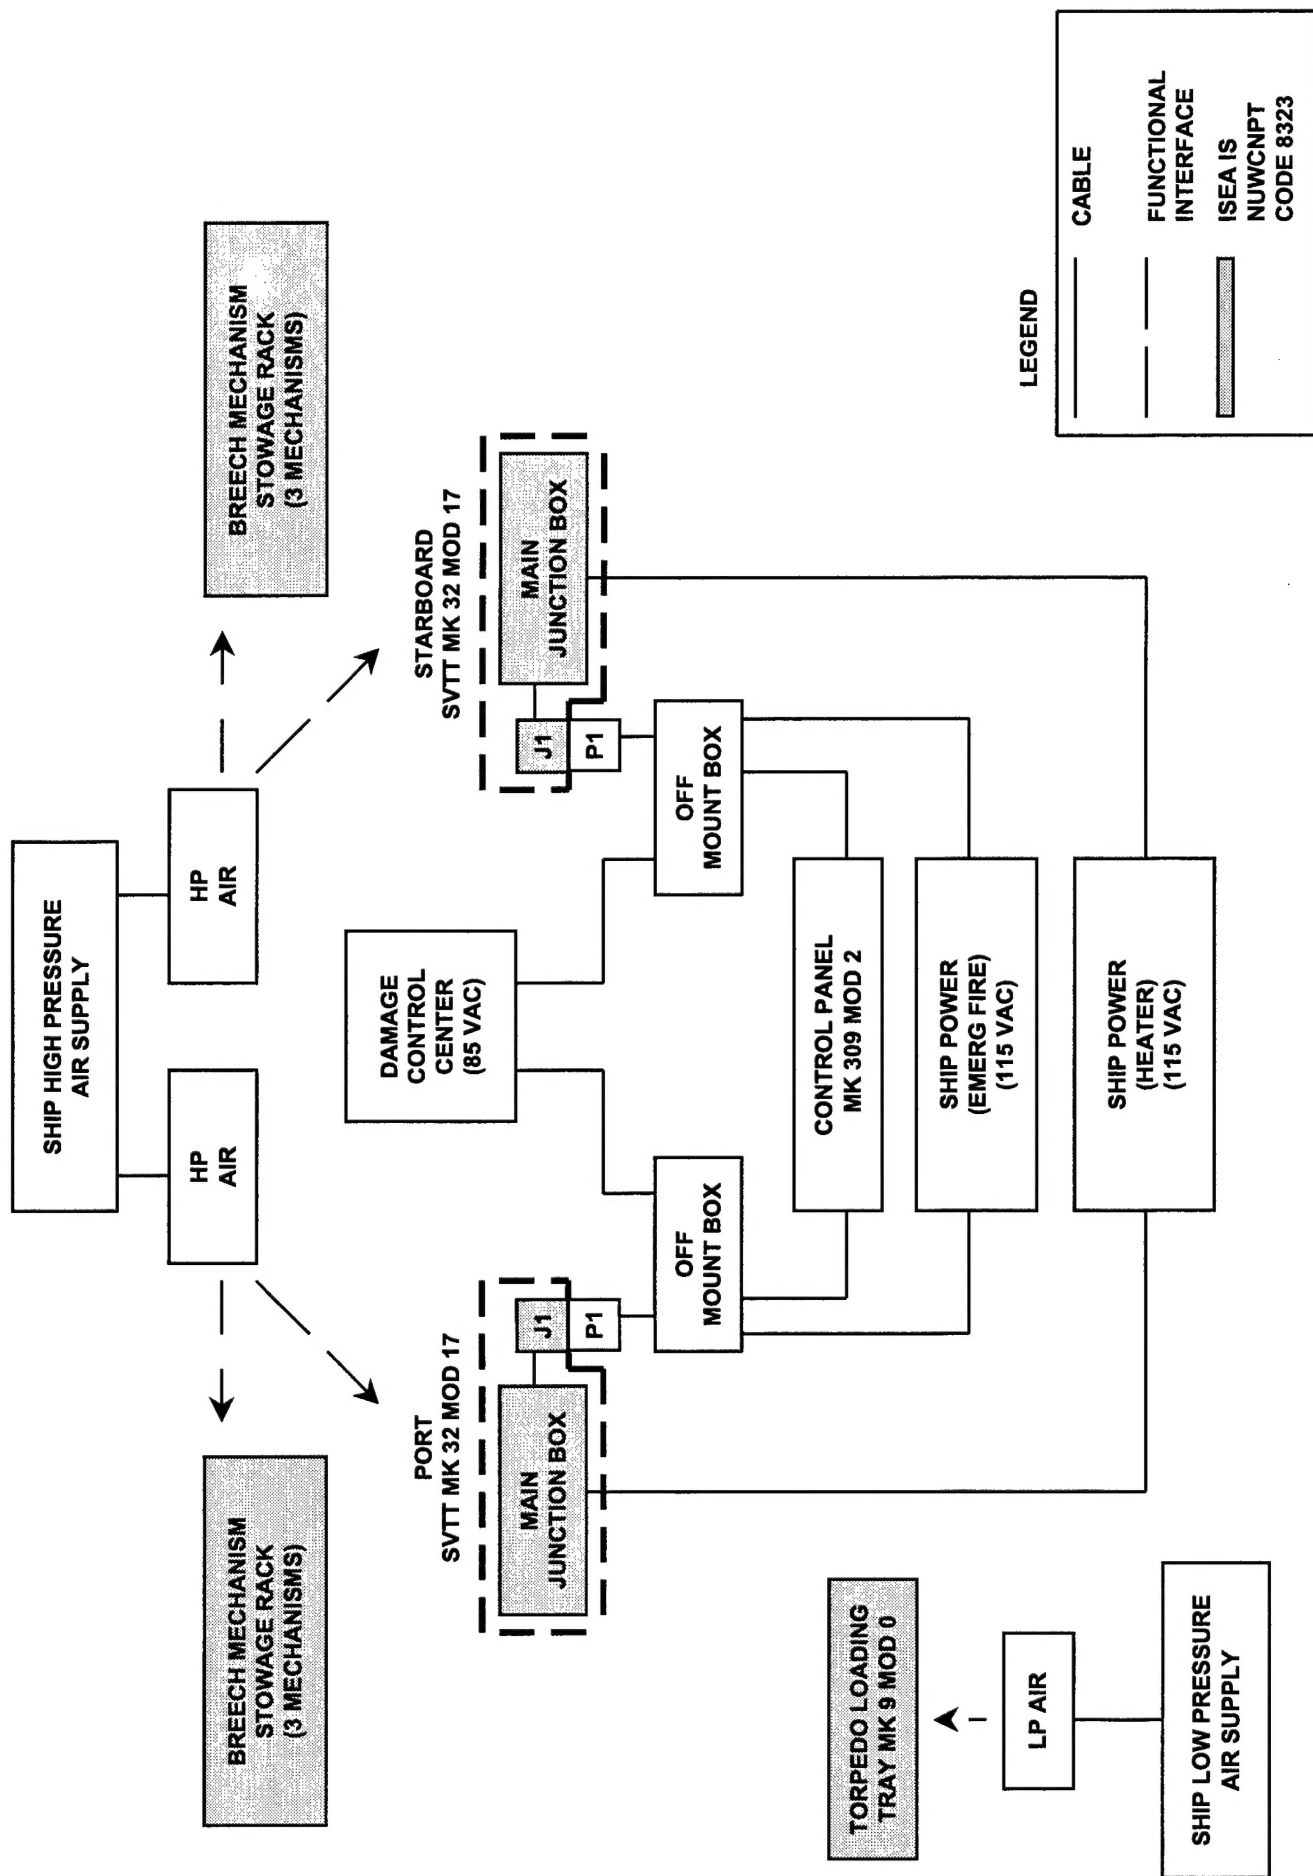 SHIP HIGH PRESSURE
AIR SUPPLY
HP
AIR
HP
AIR
BREECH MECHANISM
STOWAGE RACK
(3 MECHANISMS)
BREECH MECHANISM
STOWAGE RACK
(3 MECHANISMS)
DAMAGE
CONTROL
CENTER
(85 VAC)
PORT
SVTT MK 32 MOD 17
STARBOARD
SVTT MK 32 MOD 17
MAIN
JUNCTION BOX
J1
P1
J1
P1
MAIN
JUNCTION BOX
OFF
MOUNT BOX
OFF
MOUNT BOX
CONTROL PANEL
MK 309 MOD 2
SHIP POWER
(EMERG FIRE)
(115 VAC)
SHIP POWER
(HEATER)
(115 VAC)
TORPEDO LOADING
TRAY MK 9 MOD 0
LP AIR
SHIP LOW PRESSURE
AIR SUPPLY
LEGEND
CABLE
FUNCTIONAL
INTERFACE
ISEA IS
NUWCNPT
CODE 8323